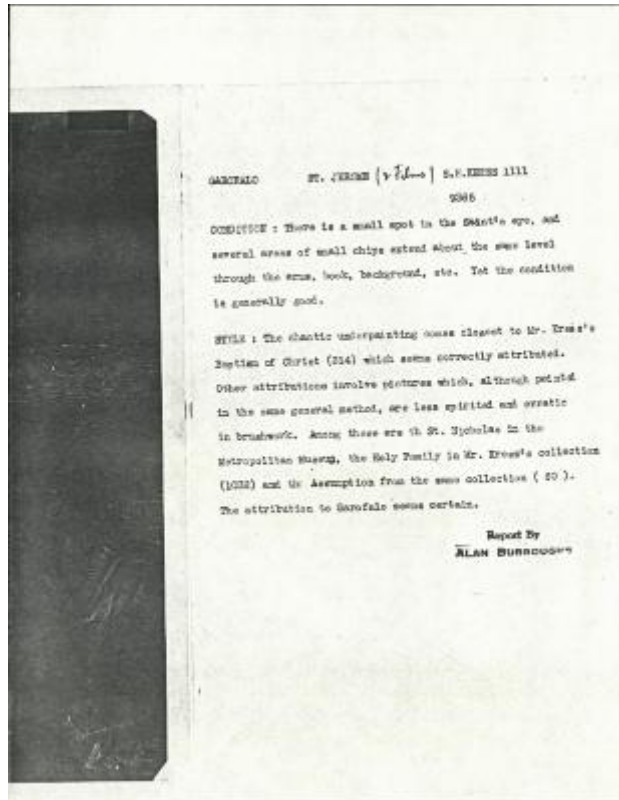 GAROFALO ST. JEROME ( S.H.KRESS 1111
9366
CONDITION : There is a small spot in the Saint's eye, and
several areas of small chips extend about the same level
through the arms, book, background, etc. Yet the condition
is generally good.
STYLE : The chaotic underpainting comes closest to Mr. Kress's
Baptism of Christ (314) which seems correctly attributed.
Other attributions involve pictures which, although painted
in the same general method, are less spirited and erratic
in brushwork. Among these are th St. Nicholas in the
Metropolitan Museum, the Holy Family in Mr. Kress's collection
(1032) and the Assumption from the same collection ( 50 ).
The attribution to Garofalo seems certain.
Report By
ALAN BURROUGHS